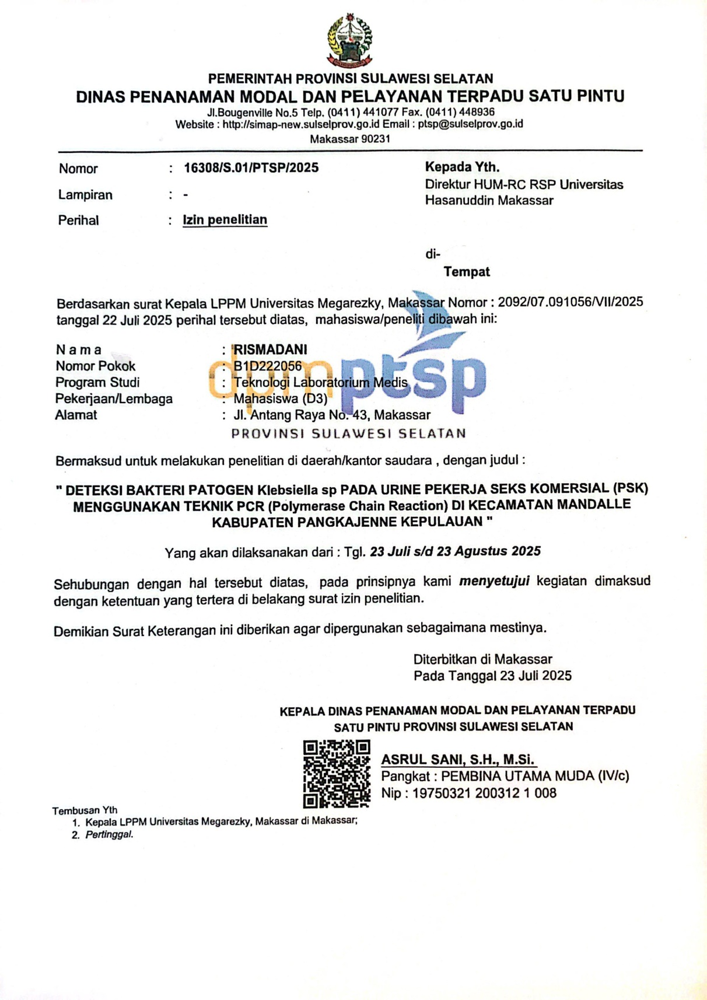 PEMERINTAH PROVINSI SULAWESI SELATAN
DINAS PENANAMAN MODAL DAN PELAYANAN TERPADU SATU PINTU
Jl.Bougenville No.5 Telp. (0411) 441077 Fax. (0411) 448936
Website : http://simap-new.sulselprov.go.id Email : ptsp@sulselprov.go.id
Makassar 90231
Nomor : 16308/S.01/PTSP/2025
Lampiran : -
Perihal : Izin penelitian
Kepada Yth.
Direktur HUM-RC RSP Universitas
Hasanuddin Makassar
di-
Tempat
Berdasarkan surat Kepala LPPM Universitas Megarezky, Makassar Nomor : 2092/07.091056/VII/2025
tanggal 22 Juli 2025 perihal tersebut diatas, mahasiswa/peneliti dibawah ini:
N a m a : RISMADANI
Nomor Pokok : B1D222056
Program Studi : Teknologi Laboratorium Medis
Pekerjaan/Lembaga : Mahasiswa (D3)
Alamat : Jl. Antang Raya No. 43, Makassar
dpmptsp
PROVINSI SULAWESI SELATAN
Bermaksud untuk melakukan penelitian di daerah/kantor saudara , dengan judul :
" DETEKSI BAKTERI PATOGEN Klebsiella sp PADA URINE PEKERJA SEKS KOMERSIAL (PSK)
MENGGUNAKAN TEKNIK PCR (Polymerase Chain Reaction) DI KECAMATAN MANDALLE
KABUPATEN PANGKAJENNE KEPULAUAN "
Yang akan dilaksanakan dari : Tgl. 23 Juli s/d 23 Agustus 2025
Sehubungan dengan hal tersebut diatas, pada prinsipnya kami menyetujui kegiatan dimaksud
dengan ketentuan yang tertera di belakang surat izin penelitian.
Demikian Surat Keterangan ini diberikan agar dipergunakan sebagaimana mestinya.
Diterbitkan di Makassar
Pada Tanggal 23 Juli 2025
KEPALA DINAS PENANAMAN MODAL DAN PELAYANAN TERPADU
SATU PINTU PROVINSI SULAWESI SELATAN
ASRUL SANI, S.H., M.Si.
Pangkat : PEMBINA UTAMA MUDA (IV/c)
Nip : 19750321 200312 1 008
Tembusan Yth
1. Kepala LPPM Universitas Megarezky, Makassar di Makassar;
2. Pertinggal.